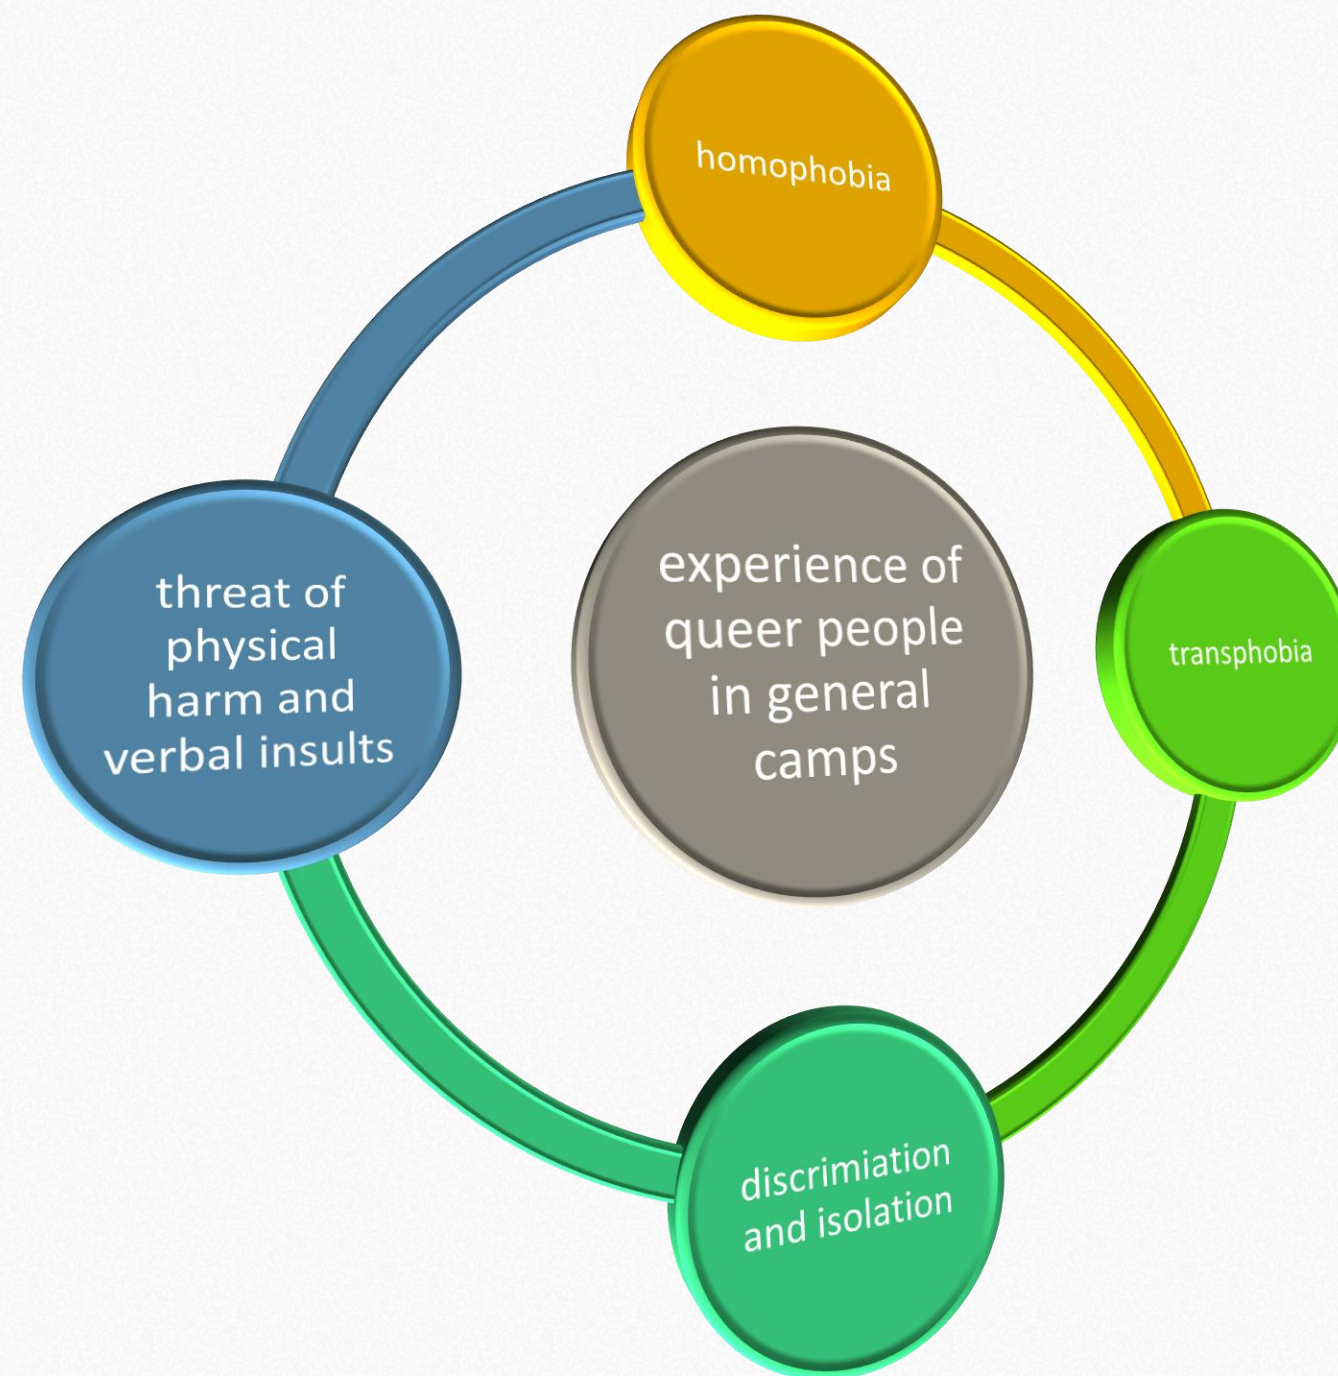 homophobia
experience of
queer people
in general
camps
transphobia
discrimiation
and isolation
threat of
physical
harm and
verbal insults